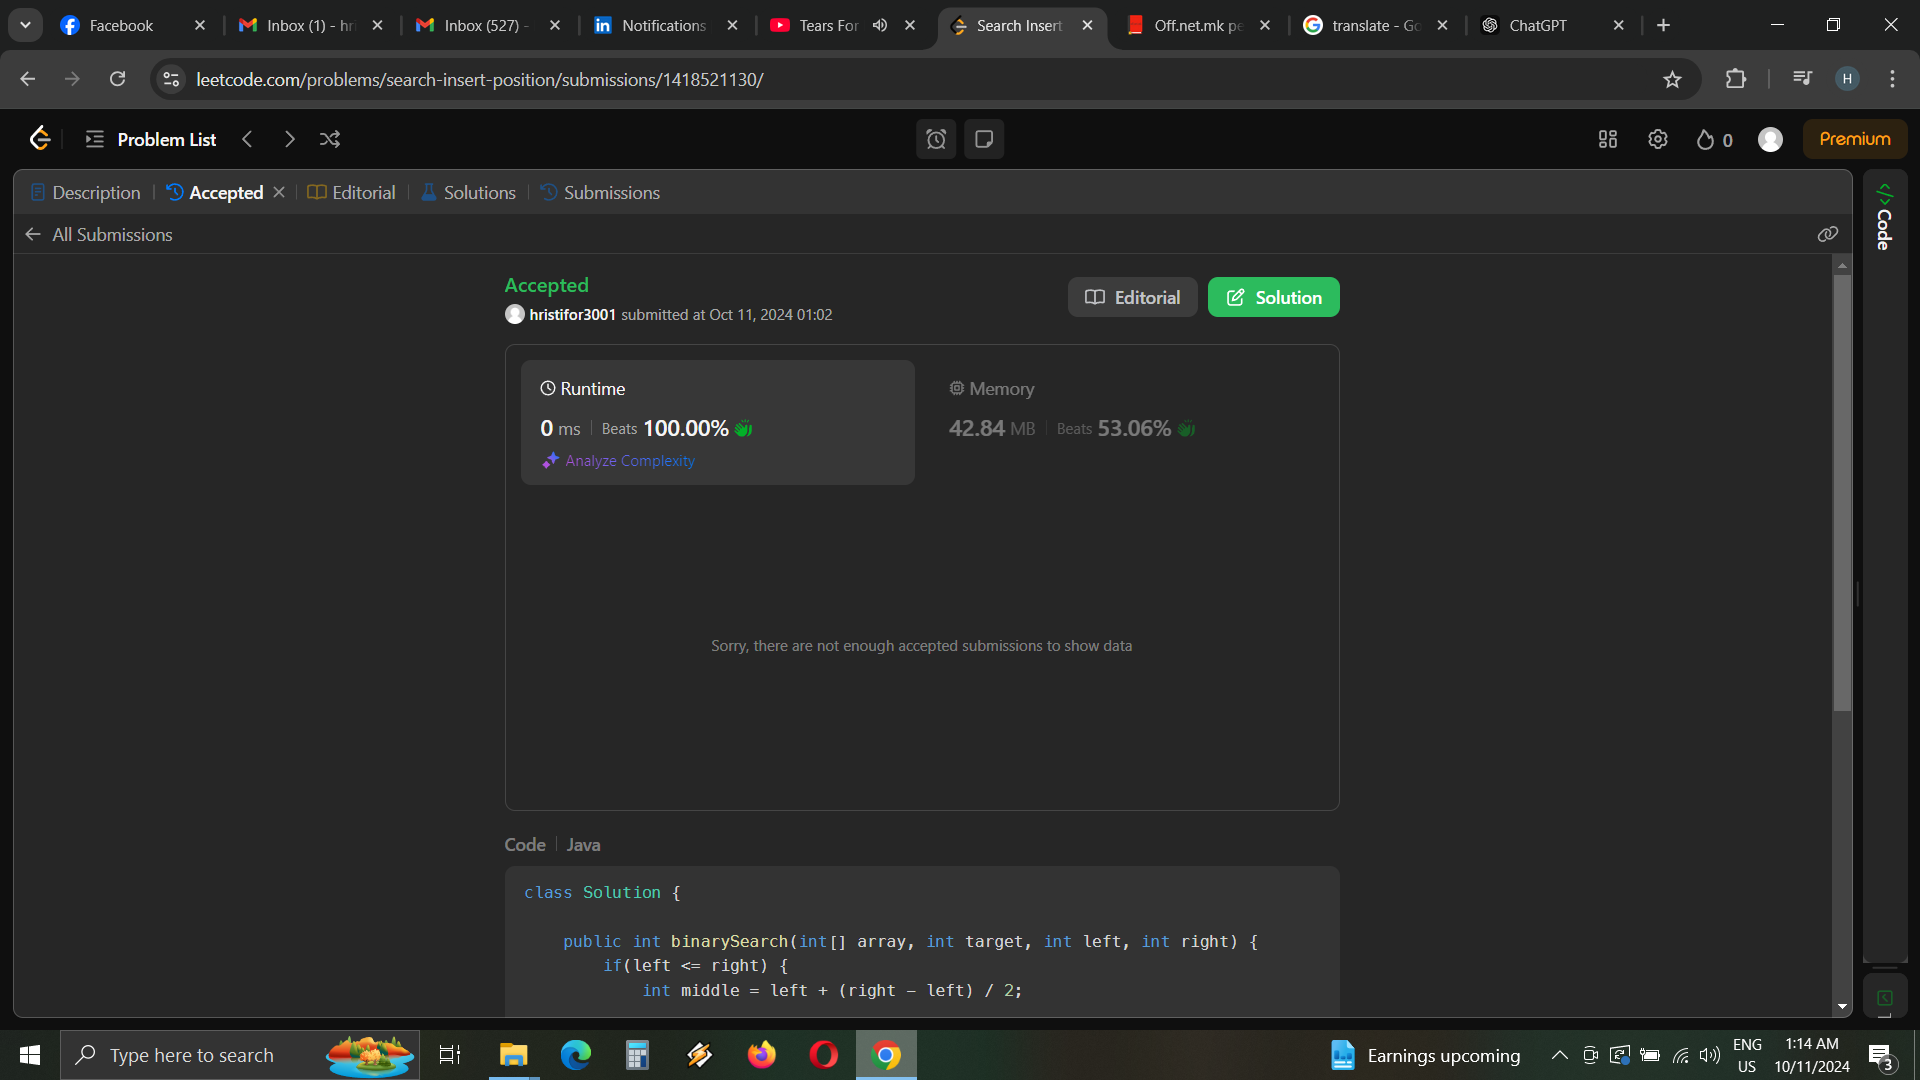 Facebook
Inbox (1) - hri
Inbox (527) -
Notifications
Tears For
Search Insert
Off.net.mk pe
translate - Go
ChatGPT
leetcode.com/problems/search-insert-position/submissions/1418521130/
H
Problem List
0
Premium
Description
Accepted
Editorial
Solutions
Submissions
Code
All Submissions
Accepted
hristifor3001 submitted at Oct 11, 2024 01:02
Editorial
Solution
Runtime
0 ms
Beats 100.00%
Analyze Complexity
Memory
42.84 MB
Beats 53.06%
Sorry, there are not enough accepted submissions to show data
Code
Java
class Solution {
public int binarySearch(int[] array, int target, int left, int right) {
if(left <= right) {
int middle = left + (right - left) / 2;
Type here to search
Earnings upcoming
ENG
US
1:14 AM
10/11/2024
3